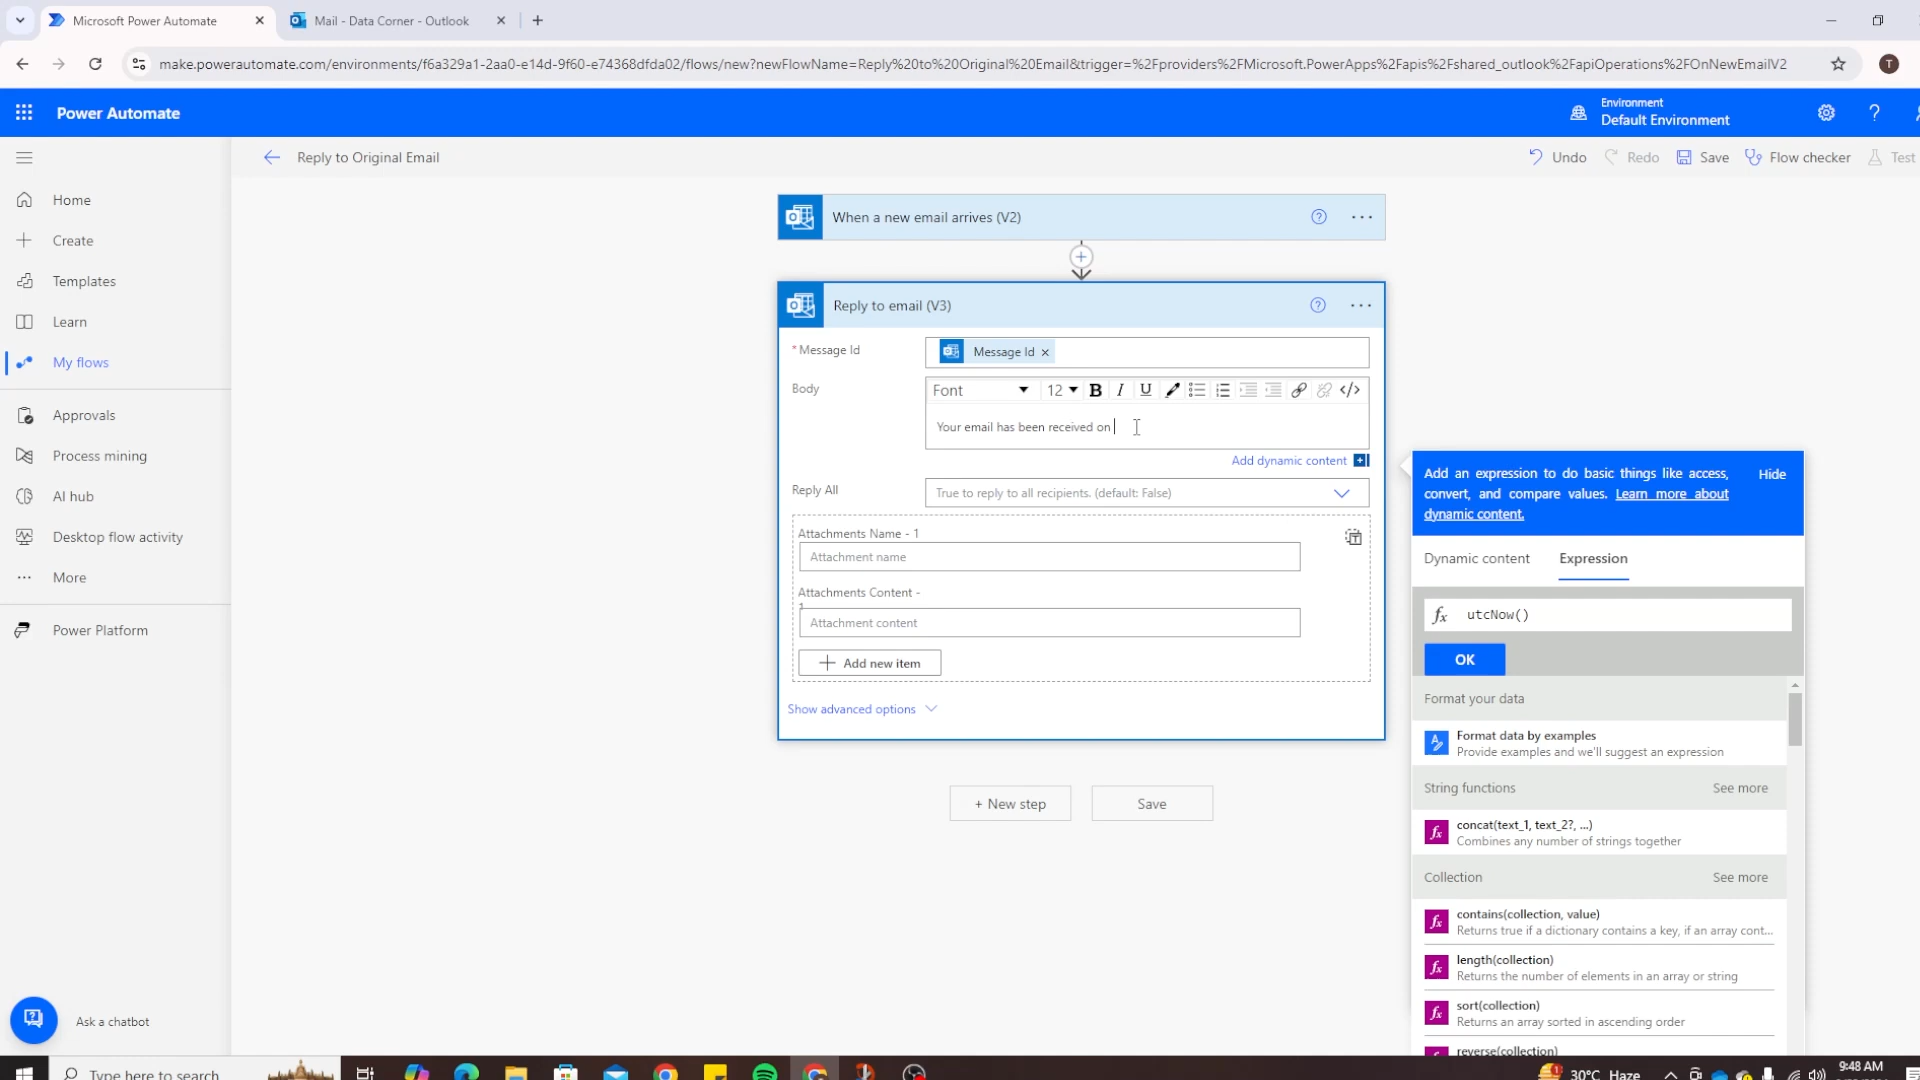 Microsoft Power Automate
Mail - Data Corner - Outlook
make.powerautomate.com/environments/f6a329a1-2aa0-e14d-9f60-e74368dfda02/flows/new?newFlowName=Reply%20to%20Original%20Email&trigger=%2Fproviders%2FMicrosoft.PowerApps%2Fapis%2Fshared_outlook%2FapiOperations%2FOnNewEmailV2
T
Power Automate
Environment
Default Environment
Reply to Original Email
Undo
Redo
Save
Flow checker
Test
Home
Create
Templates
Learn
My flows
Approvals
Process mining
AI hub
Desktop flow activity
More
Power Platform
Ask a chatbot
When a new email arrives (V2)
Reply to email (V3)
* Message Id
Message Id ×
Body
Font
12
B I U </>
Your email has been received on
Add dynamic content
Reply All
True to reply to all recipients. (default: False)
Attachments Name - 1
Attachment name
Attachments Content -
1
Attachment content
Add new item
Show advanced options
+ New step
Save
Add an expression to do basic things like access,
convert, and compare values. Learn more about
dynamic content.
Hide
Dynamic content
Expression
fx utcNow()
OK
Format your data
Format data by examples
Provide examples and we'll suggest an expression
String functions
See more
fx
concat(text_1, text_2?, ...)
Combines any number of strings together
Collection
See more
fx
contains(collection, value)
Returns true if a dictionary contains a key, if an array cont...
fx
length(collection)
Returns the number of elements in an array or string
fx
sort(collection)
Returns an array sorted in ascending order
reverse(collection)
Type here to search
30°C Haze
9:48 AM